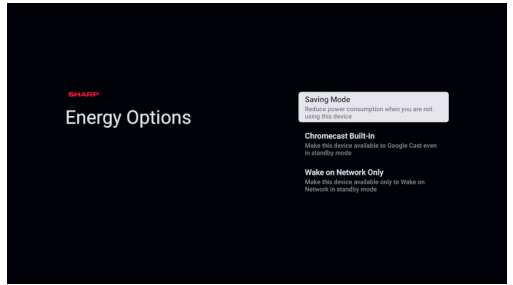 SHARP
Energy Options
Saving Mode
Reduce power consumption when you are not
using this device
Chromecast Built-in
Make this device available to Google Cast even
in standby mode
Wake on Network Only
Make this device available only to Wake on
Network in standby mode